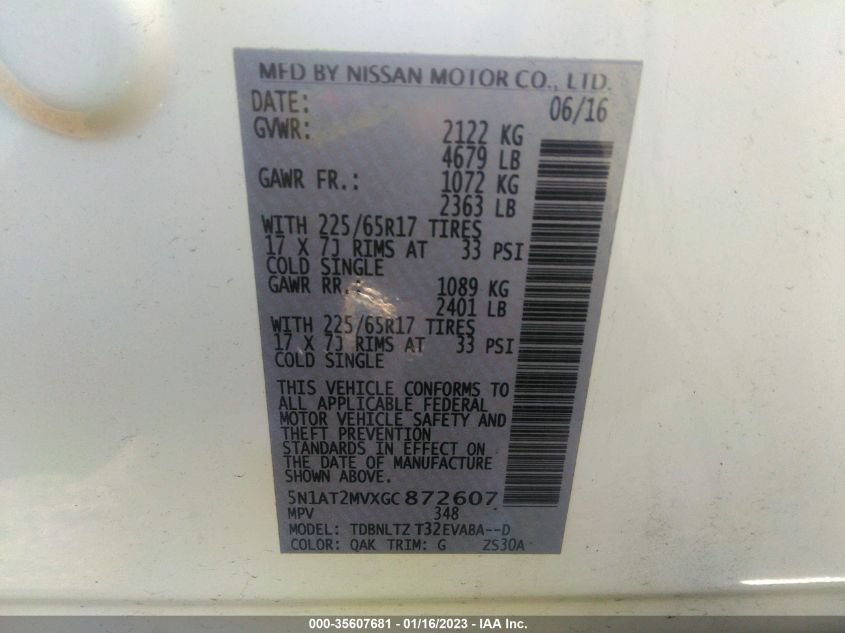 MFD BY NISSAN MOTOR CO., LTD.
DATE: 06/16
GVWR: 2122 KG
4679 LB
GAWR FR.: 1072 KG
2363 LB
WITH 225/65R17 TIRES
17 X 7J RIMS AT 33 PSI
COLD SINGLE
GAWR RR.: 1089 KG
2401 LB
WITH 225/65R17 TIRES
17 X 7J RIMS AT 33 PSI
COLD SINGLE
THIS VEHICLE CONFORMS TO
ALL APPLICABLE FEDERAL
MOTOR VEHICLE SAFETY AND
THEFT PREVENTION
STANDARDS IN EFFECT ON
THE DATE OF MANUFACTURE
SHOWN ABOVE.
5N1AT2MVXGC872607
MPV 348
MODEL: TDBNLTZ T32EVABA--D
COLOR: QAK TRIM: G ZS30A
000-35607681 - 01/16/2023 - IAA Inc.